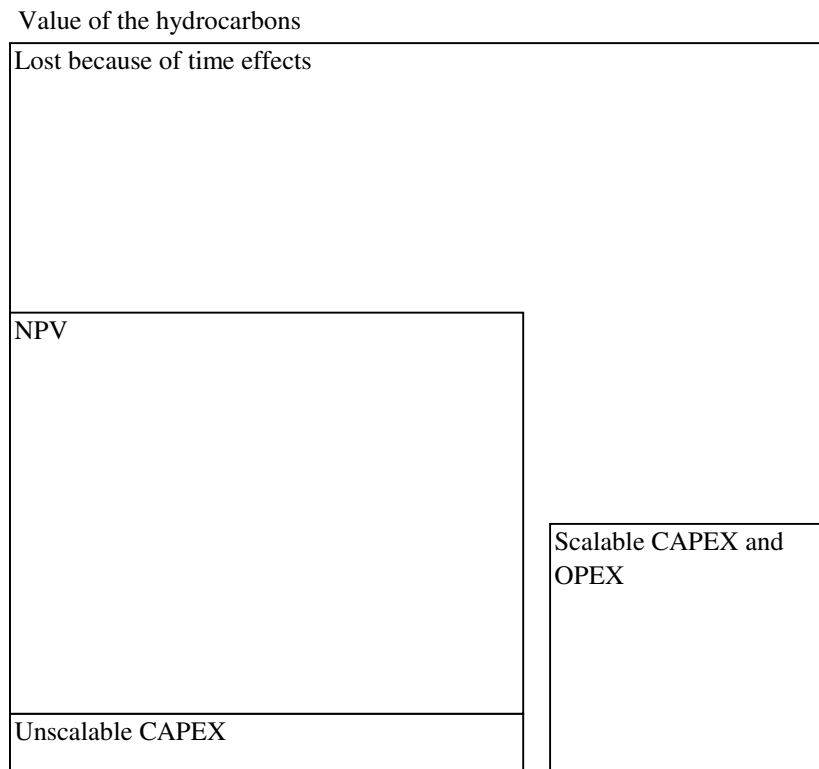 Value of the hydrocarbons
Lost because of time effects
NPV
Scalable CAPEX and
OPEX
Unscalable CAPEX